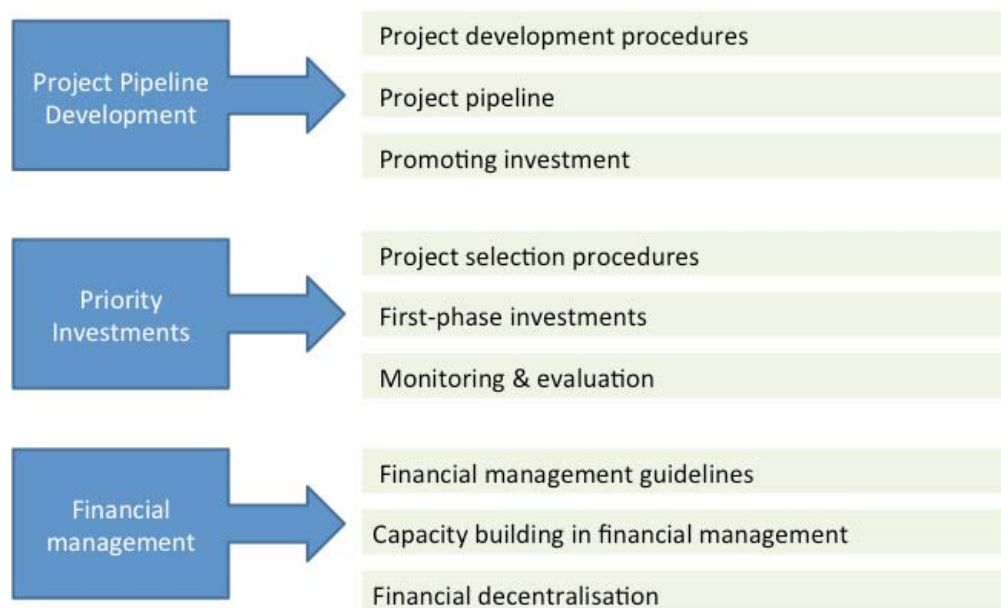 Project Pipeline
Development
Project development procedures
Project pipeline
Promoting investment
Priority
Investments
Project selection procedures
First-phase investments
Monitoring & evaluation
Financial
management
Financial management guidelines
Capacity building in financial management
Financial decentralisation